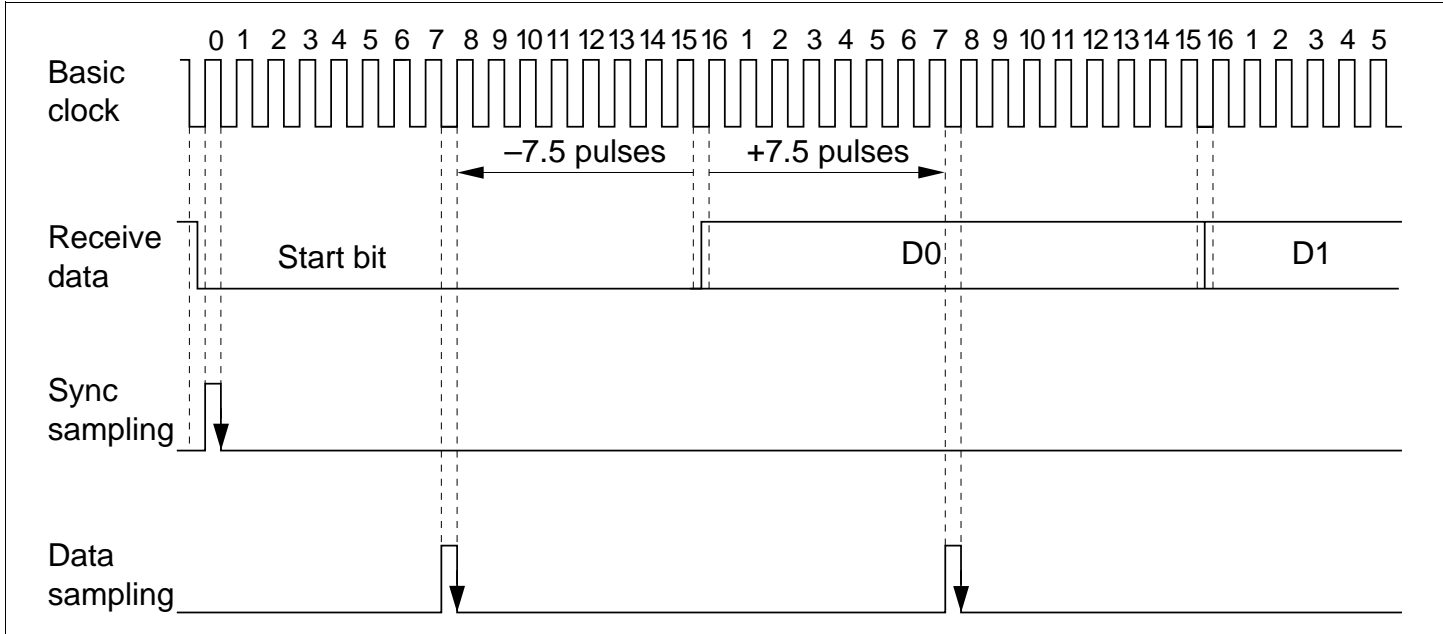 0 1 2 3 4 5 6 7 8 9 10 11 12 13 14 15 16 1 2 3 4 5 6 7 8 9 10 11 12 13 14 15 16 1 2 3 4 5
Basic
clock
–7.5 pulses +7.5 pulses
Receive
data
Start bit D0 D1
Sync
sampling
Data
sampling